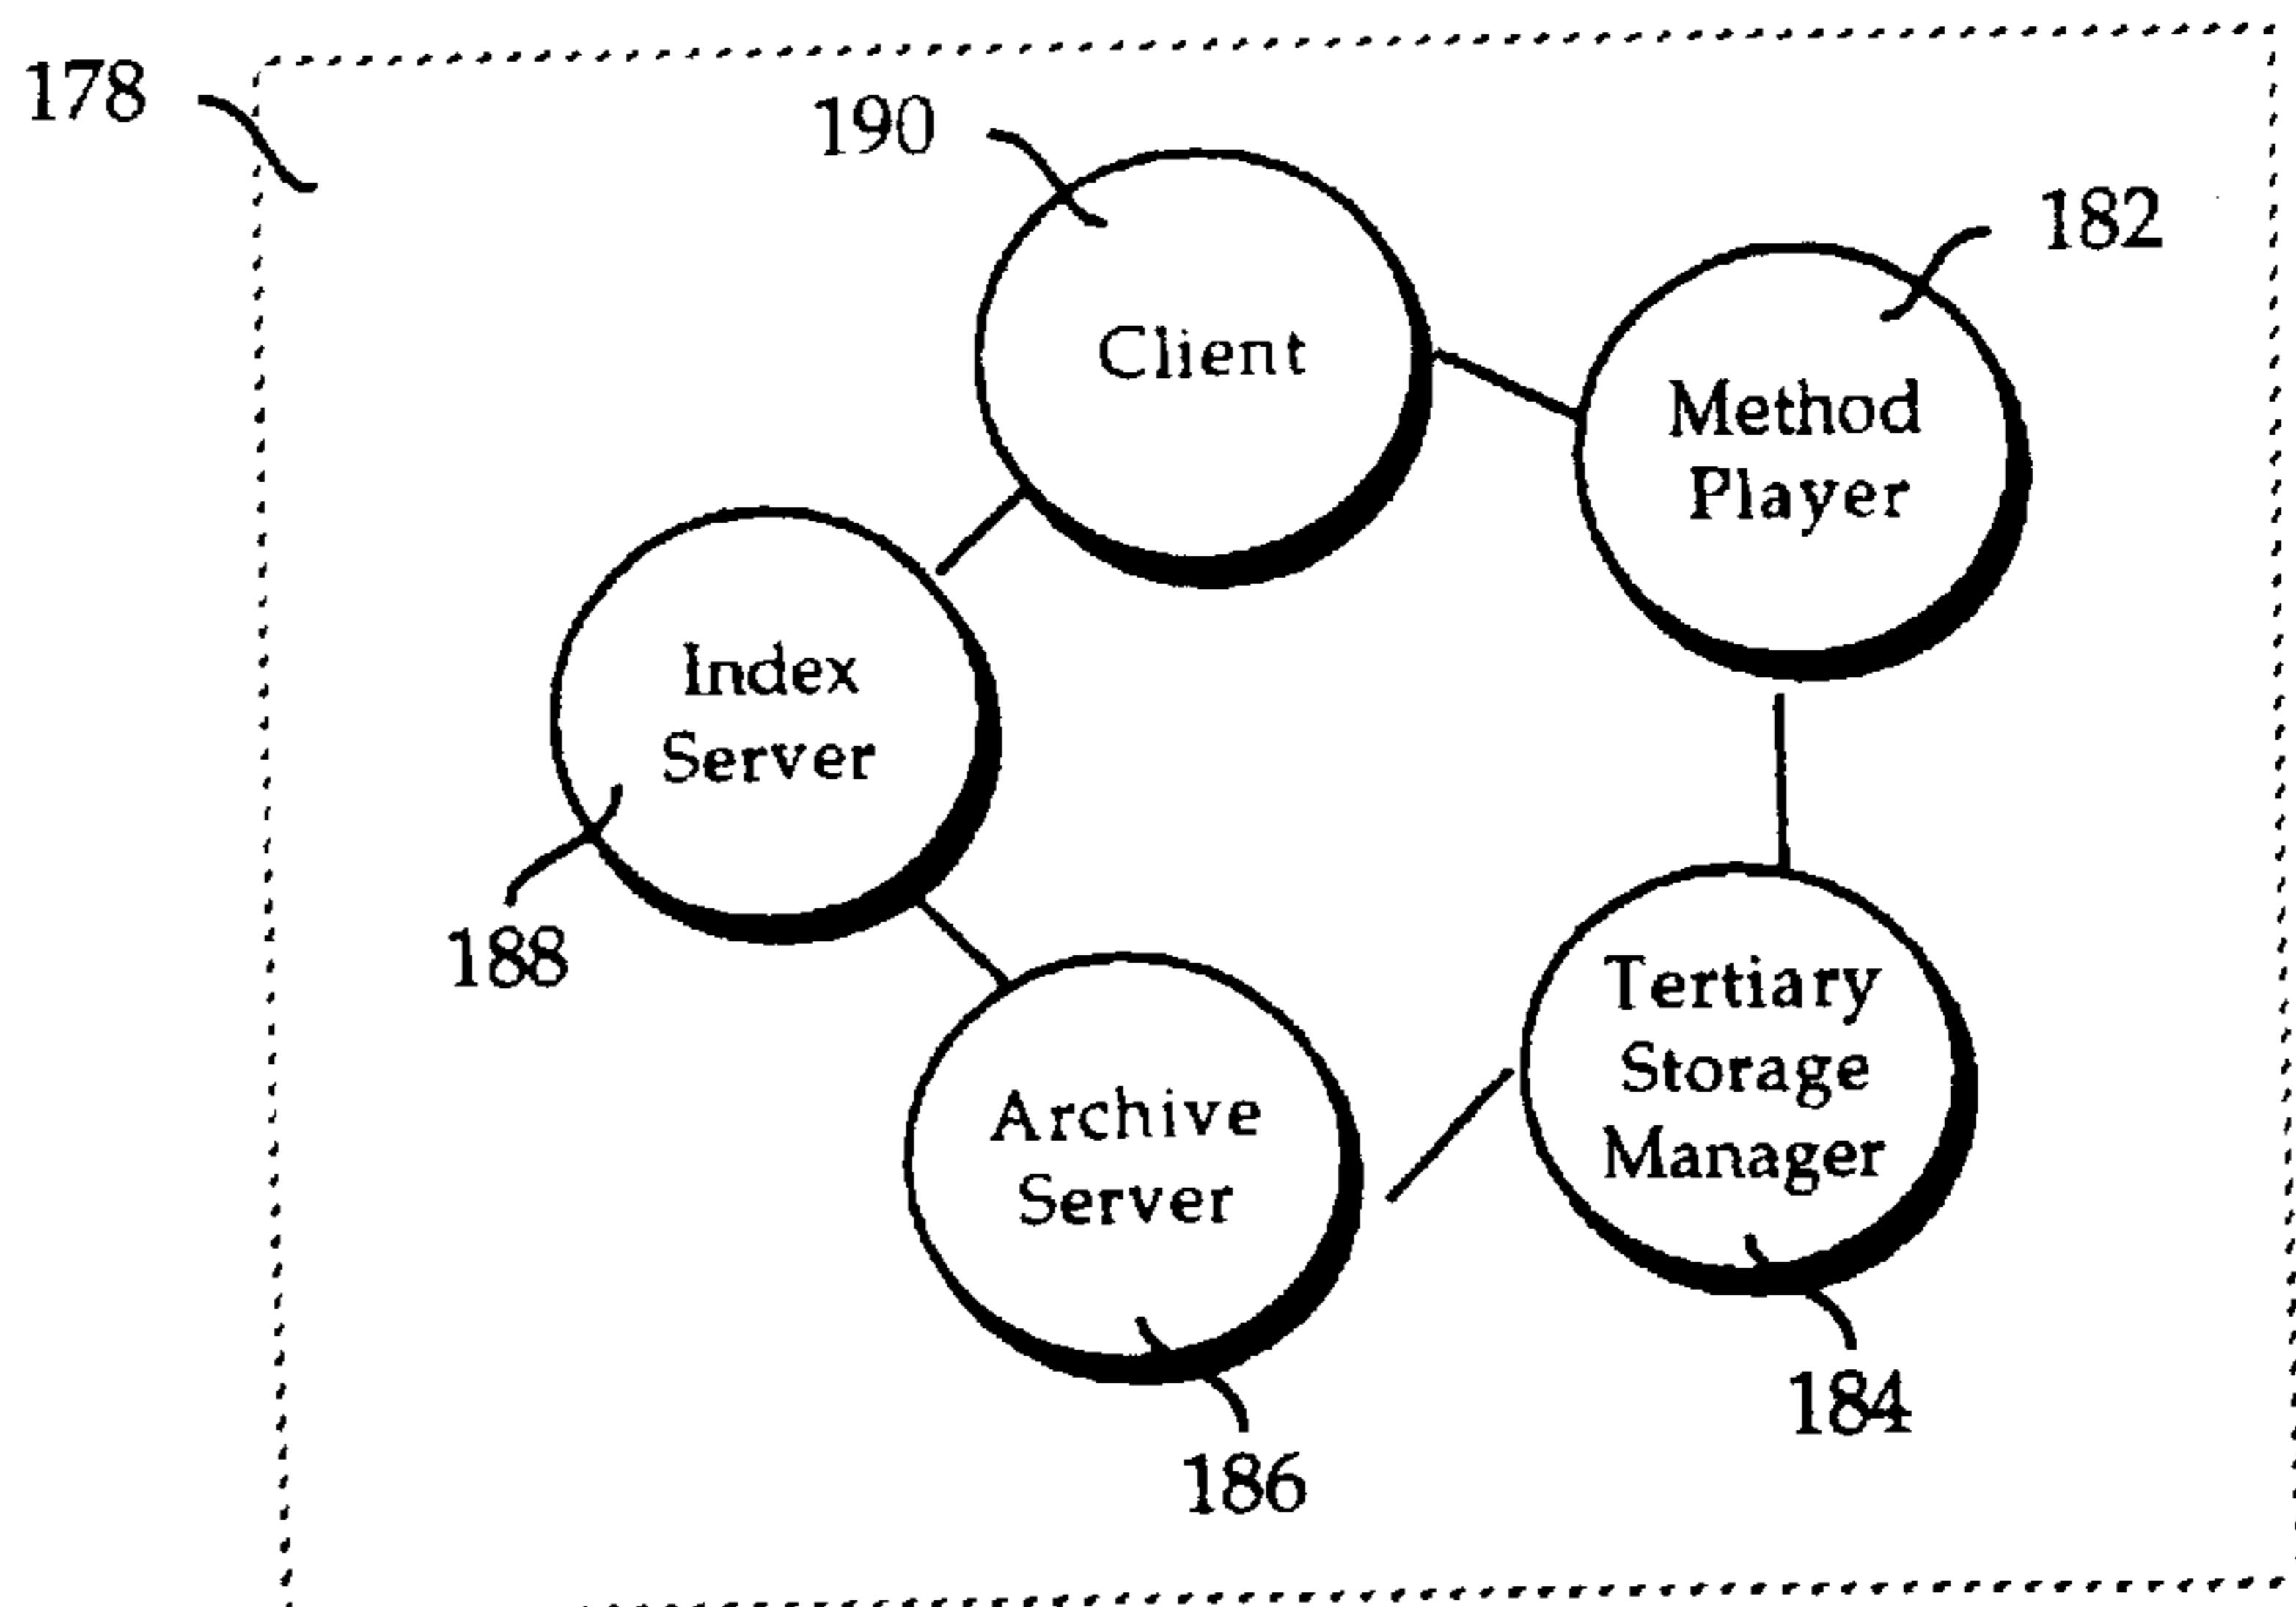 178
190
182
Client
Method
Player
Index
Server
188
Tertiary
Storage
Manager
Archive
Server
184
186